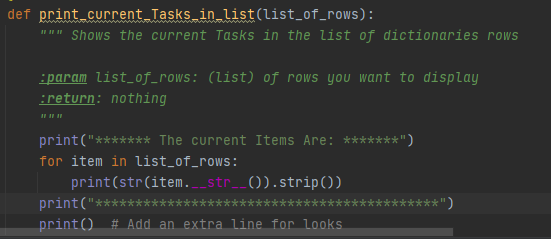 def print_current_Tasks_in_list(list_of_rows):
""" Shows the current Tasks in the list of dictionaries rows
:param list_of_rows: (list) of rows you want to display
:return: nothing
"""
print("******* The current Items Are: *******")
for item in list_of_rows:
print(str(item.__str__()).strip())
print("*******************************************")
print()  # Add an extra line for looks